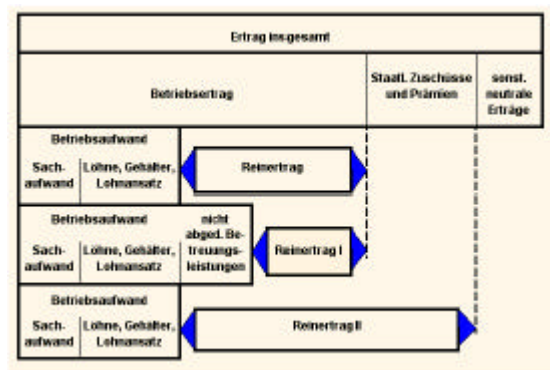 Ertrag insgesamt
Betriebsertrag
Staatl. Zuschüsse
und Prämien
sonst.
neutrale
Erträge
Betriebsaufwand
Sach-
aufwand
Löhne, Gehälter,
Lohnansatz
Reinertrag
Betriebsaufwand
Sach-
aufwand
Löhne, Gehälter,
Lohnansatz
nicht
abged. Be-
treuungs-
leistungen
Reinertrag I
Betriebsaufwand
Sach-
aufwand
Löhne, Gehälter,
Lohnansatz
Reinertrag II